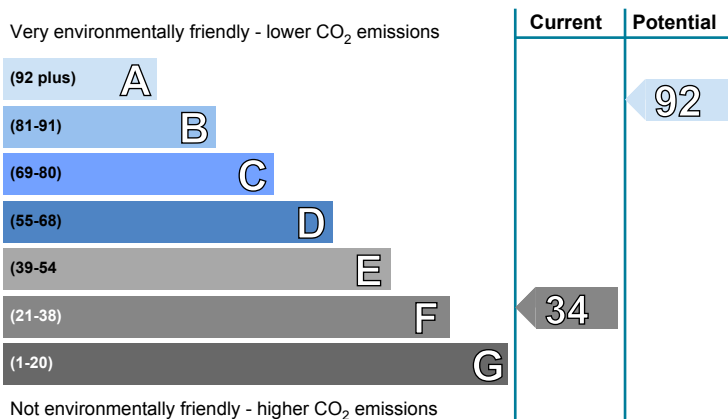 Current Potential
Very environmentally friendly - lower CO2 emissions
(92 plus) A
92
(81-91) B
(69-80) C
(55-68) D
(39-54 E
(21-38) F 34
(1-20) G
Not environmentally friendly - higher CO2 emissions